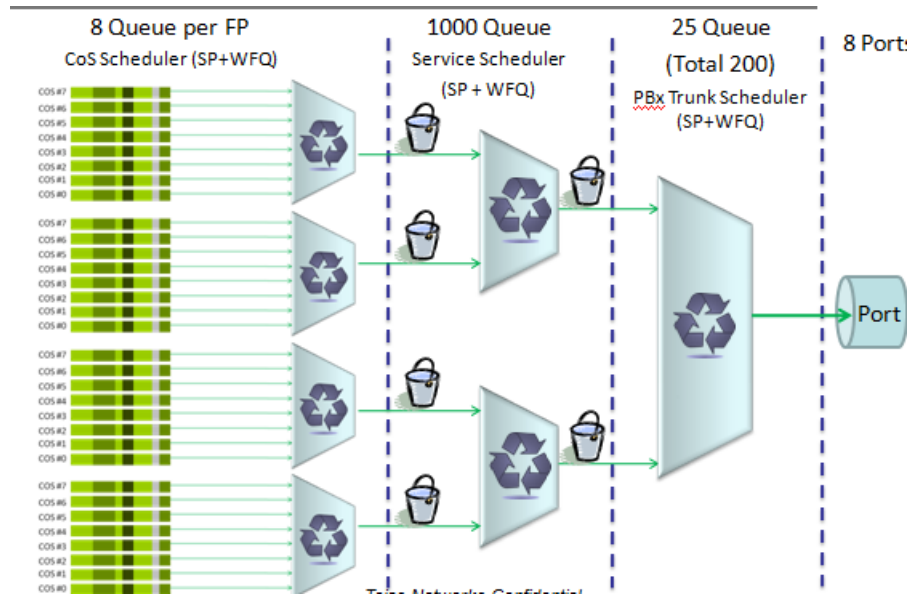 8 Queue per FP
CoS Scheduler (SP+WFQ)
1000 Queue
Service Scheduler
(SP + WFQ)
25 Queue
(Total 200)
PBx Trunk Scheduler
(SP+WFQ)
8 Ports
COS #7
COS #6
COS #5
COS #4
COS #3
COS #2
COS #1
COS #0
COS #7
COS #6
COS #5
COS #4
COS #3
COS #2
COS #1
COS #0
COS #7
COS #6
COS #5
COS #4
COS #3
COS #2
COS #1
COS #0
COS #7
COS #6
COS #5
COS #4
COS #3
COS #2
COS #1
COS #0
Port
Networks Confidential